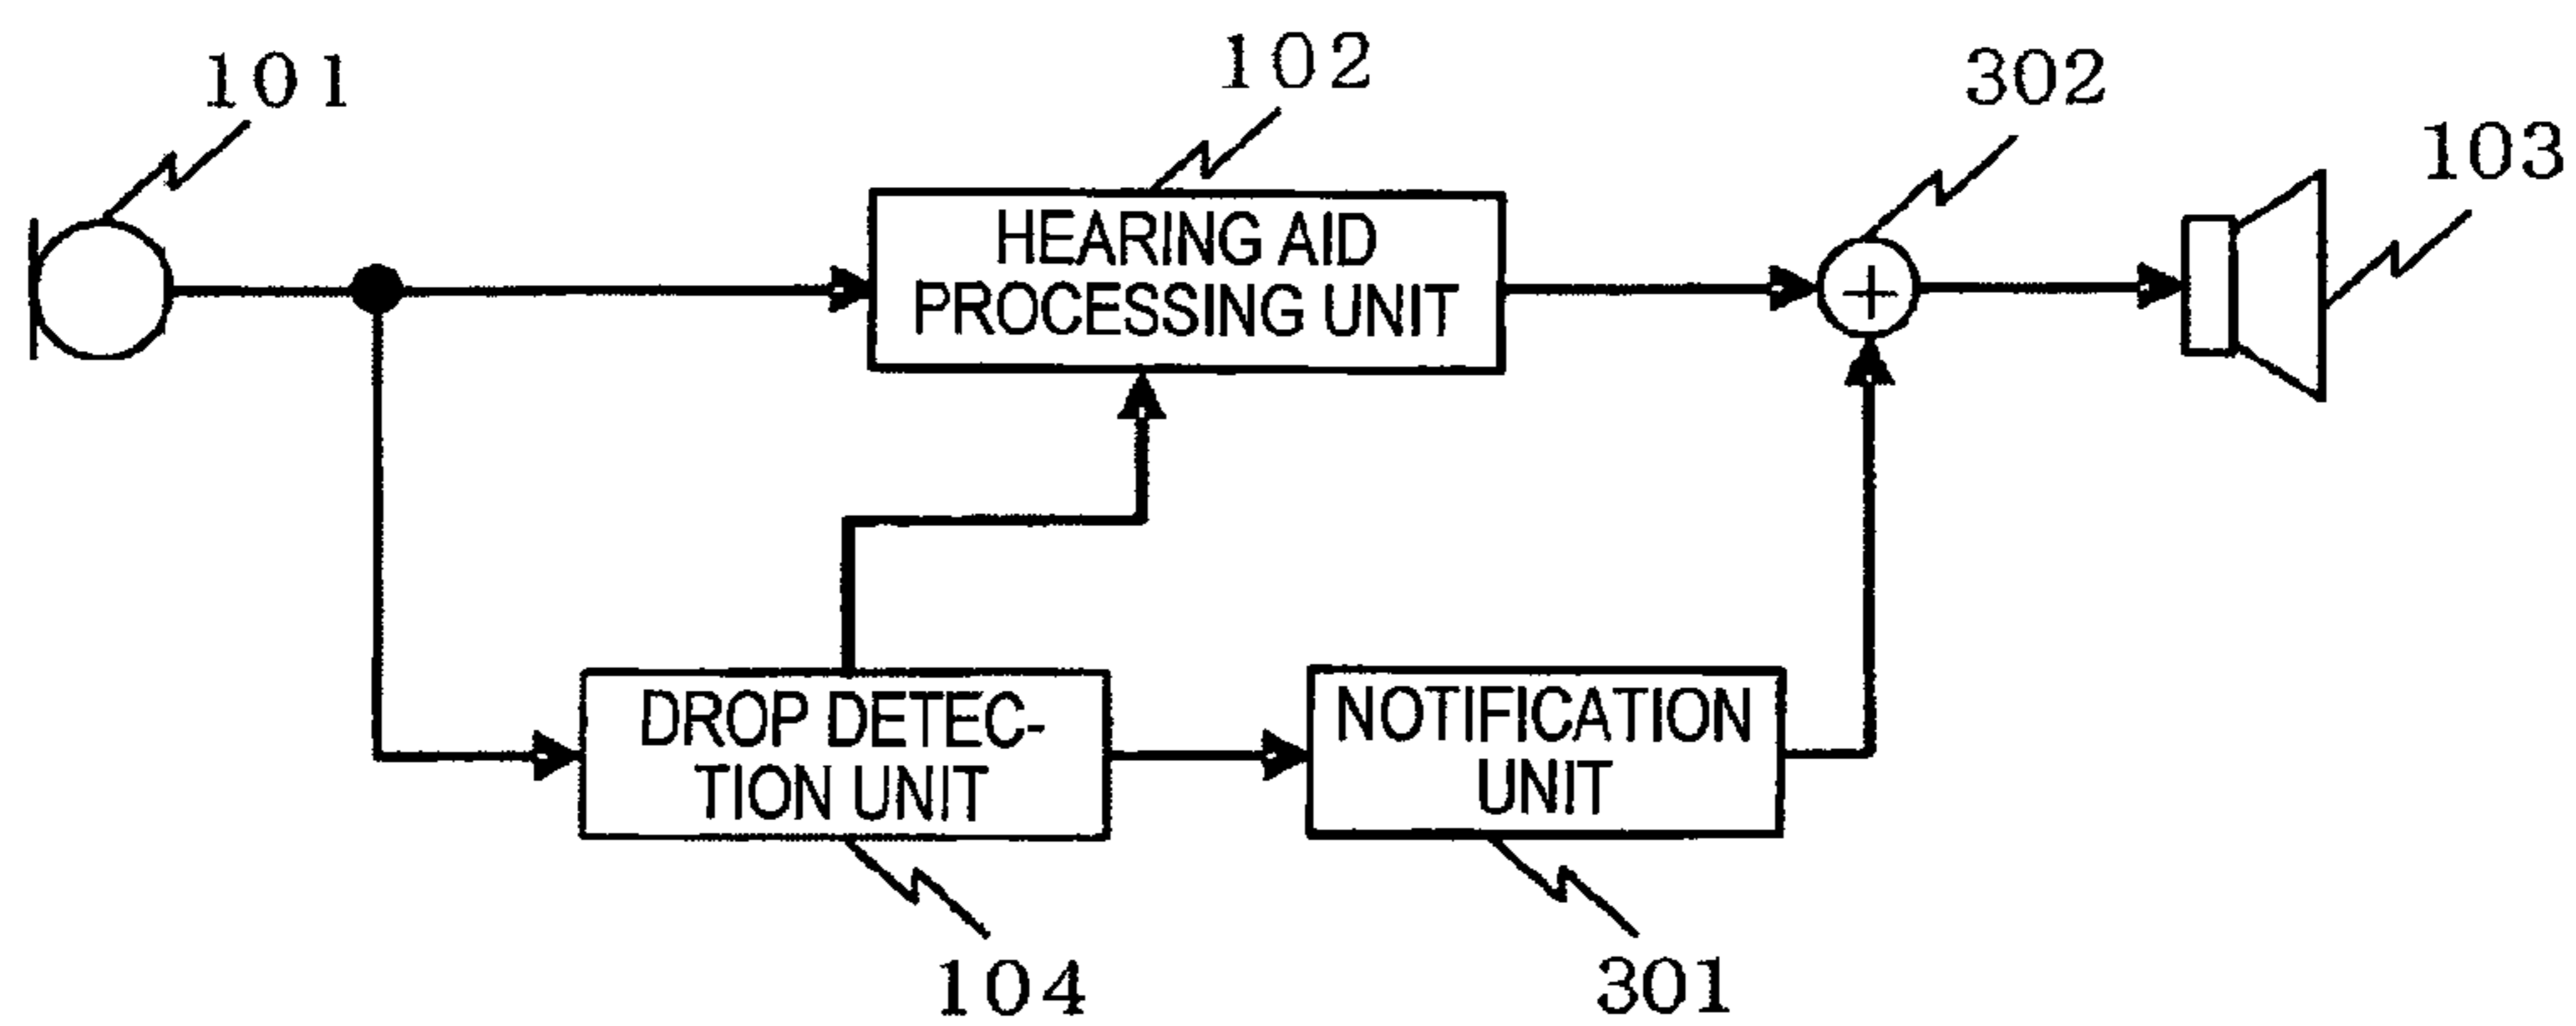 101
102
302
103
HEARING AID
PROCESSING UNIT
+
DROP DETEC-
TION UNIT
NOTIFICATION
UNIT
104
301